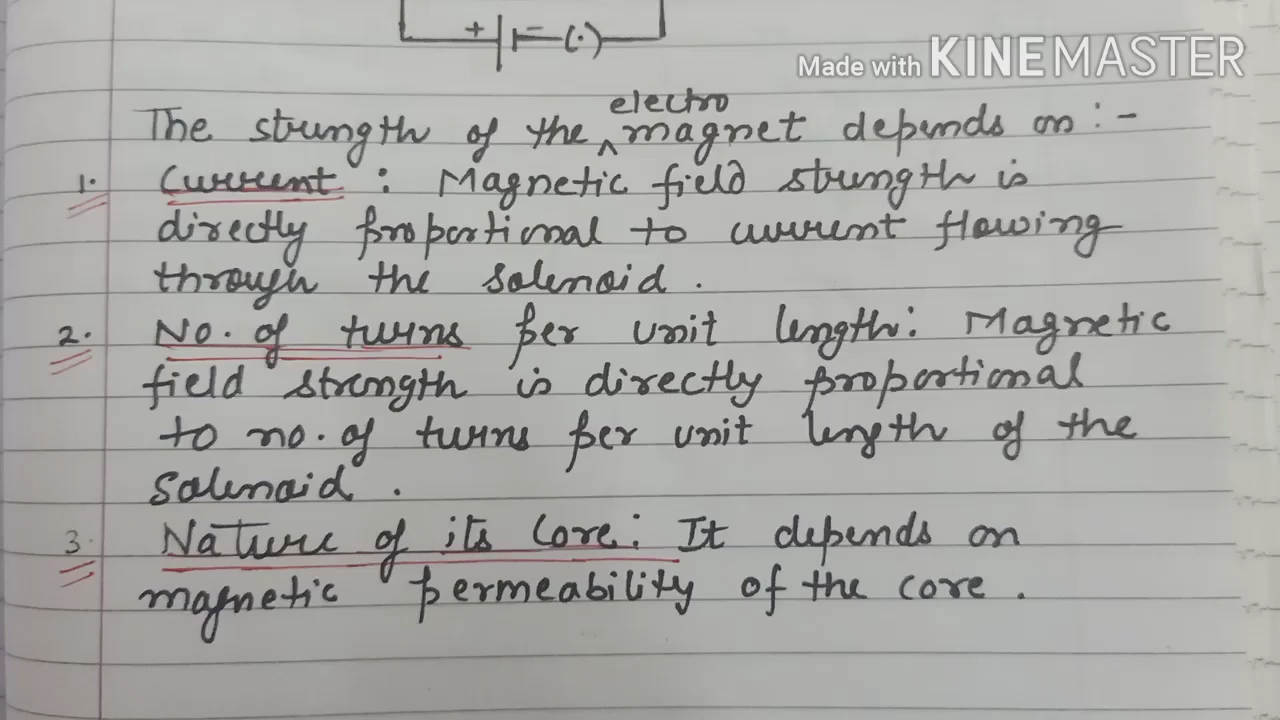 + - (·)
Made with KINEMASTER
electro
The strength of the ^ magnet depends on :-
1. Current : Magnetic field strength is
directly proportional to current flowing
through the solenoid.
2. No. of turns per unit length: Magnetic
field strength is directly proportional
to no. of turns per unit length of the
Solenoid.
3. Nature of its Core: It depends on
magnetic permeability of the core.